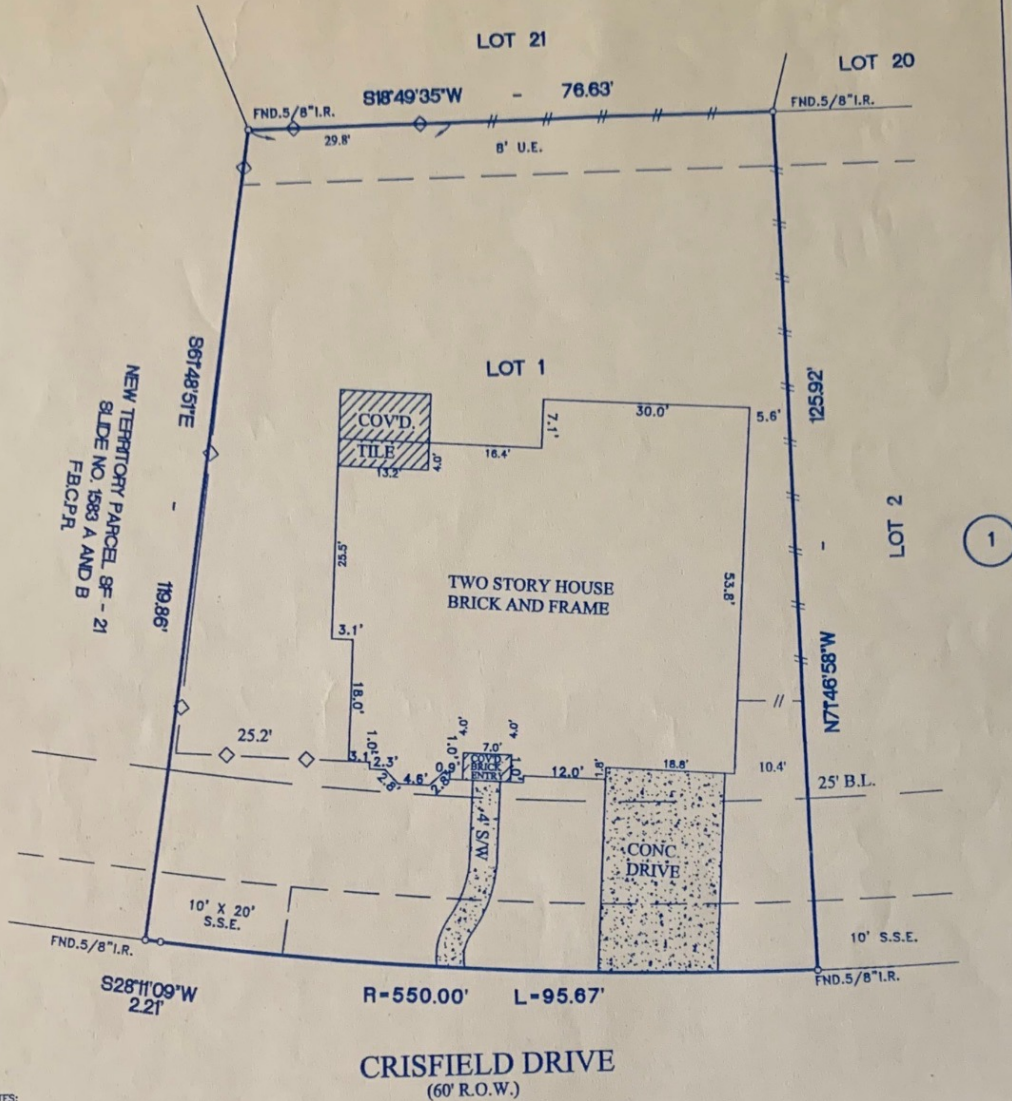 LOT 21
LOT 20
S18°49'35"W - 76.63'
FND.5/8"I.R.
FND.5/8"I.R.
29.8'
8' U.E.
LOT 1
S61°48'51"E - 119.86'
NEW TERRITORY PARCEL SF - 21
SLIDE NO. 1583 A AND B
F.B.C.P.R.
COV'D.
TILE
13.2'
4.0'
16.4'
7.1'
30.0'
5.6'
125.92'
-
N71°46'58"W
LOT 2
1
25.5'
TWO STORY HOUSE
BRICK AND FRAME
53.8'
3.1'
18.0'
25.2'
3.1'
1.0'
2.3'
2.8'
4.6'
2.8'
0.9'
1.0'
4.0'
7.0'
4.0'
COV'D
BRICK
ENTRY
1.0'
12.0'
1.8'
18.8'
10.4'
25' B.L.
4' S/W
CONC
DRIVE
10' X 20'
S.S.E.
10' S.S.E.
FND.5/8"I.R.
FND.5/8"I.R.
S28°11'09"W
2.21'
R=550.00' L=95.67'
CRISFIELD DRIVE
(60' R.O.W.)